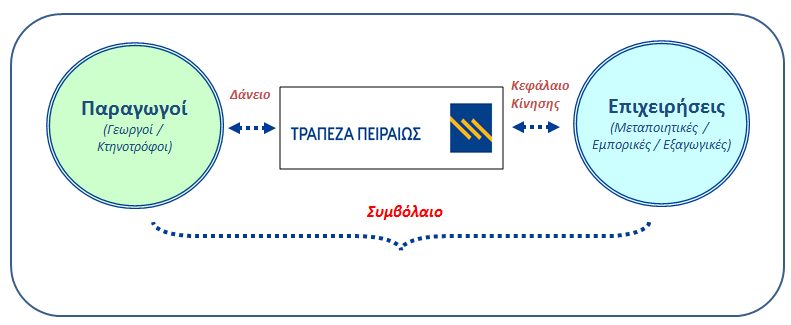 Παραγωγοί
(Γεωργοί /
Κτηνοτρόφοι)
Δάνειο
ΤΡΑΠΕΖΑ ΠΕΙΡΑΙΩΣ
Κεφάλαιο
Κίνησης
Επιχειρήσεις
(Μεταποιητικές /
Εμπορικές / Εξαγωγικές)
Συμβόλαιο